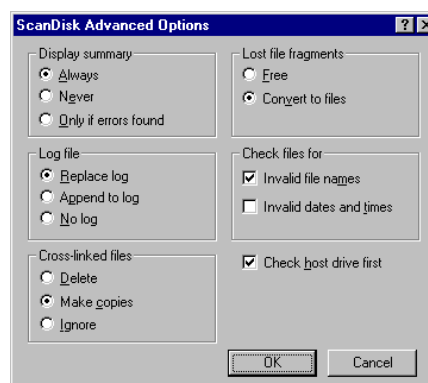 ScanDisk Advanced Options
Display summary
Always
Never
Only if errors found
Log file
Replace log
Append to log
No log
Cross-linked files
Delete
Make copies
Ignore
Lost file fragments
Free
Convert to files
Check files for
Invalid file names
Invalid dates and times
Check host drive first
OK
Cancel